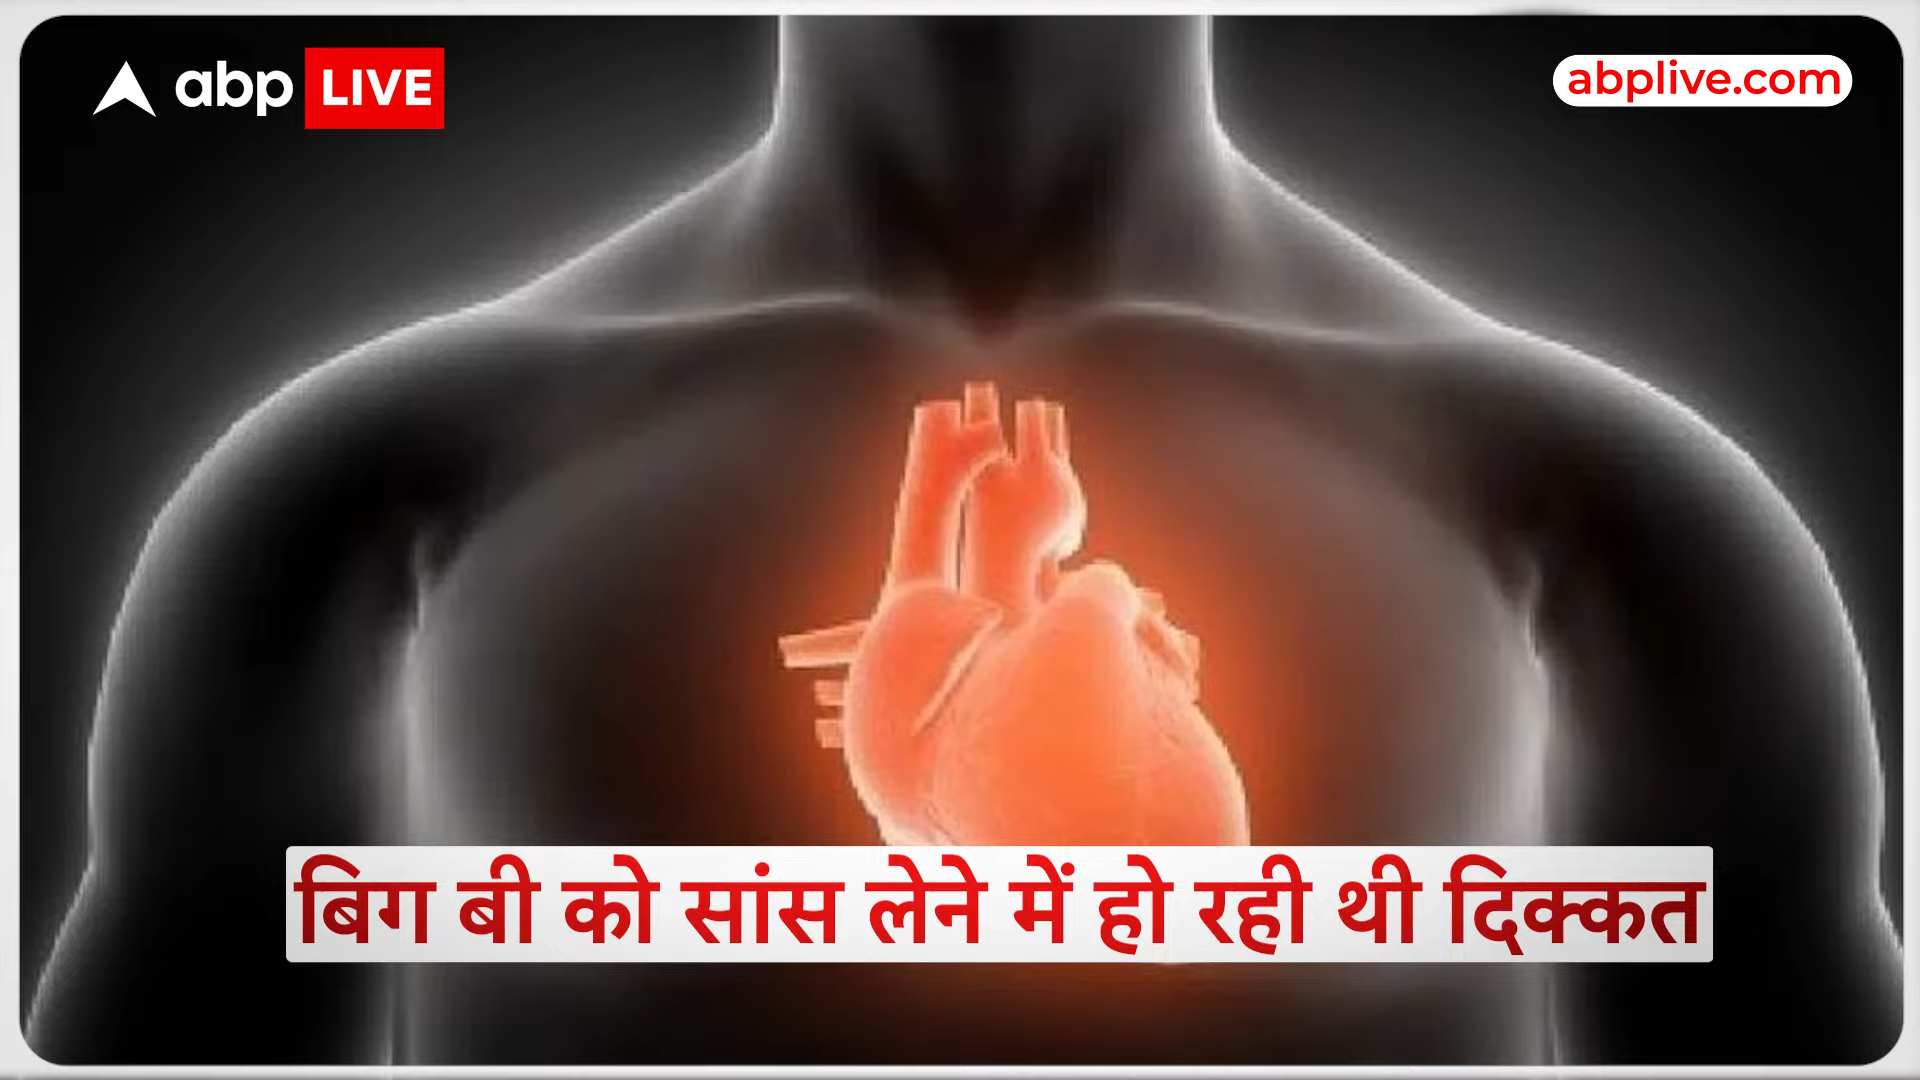 abp LIVE
abplive.com
बिग बी को सांस लेने में हो रही थी दिक्कत